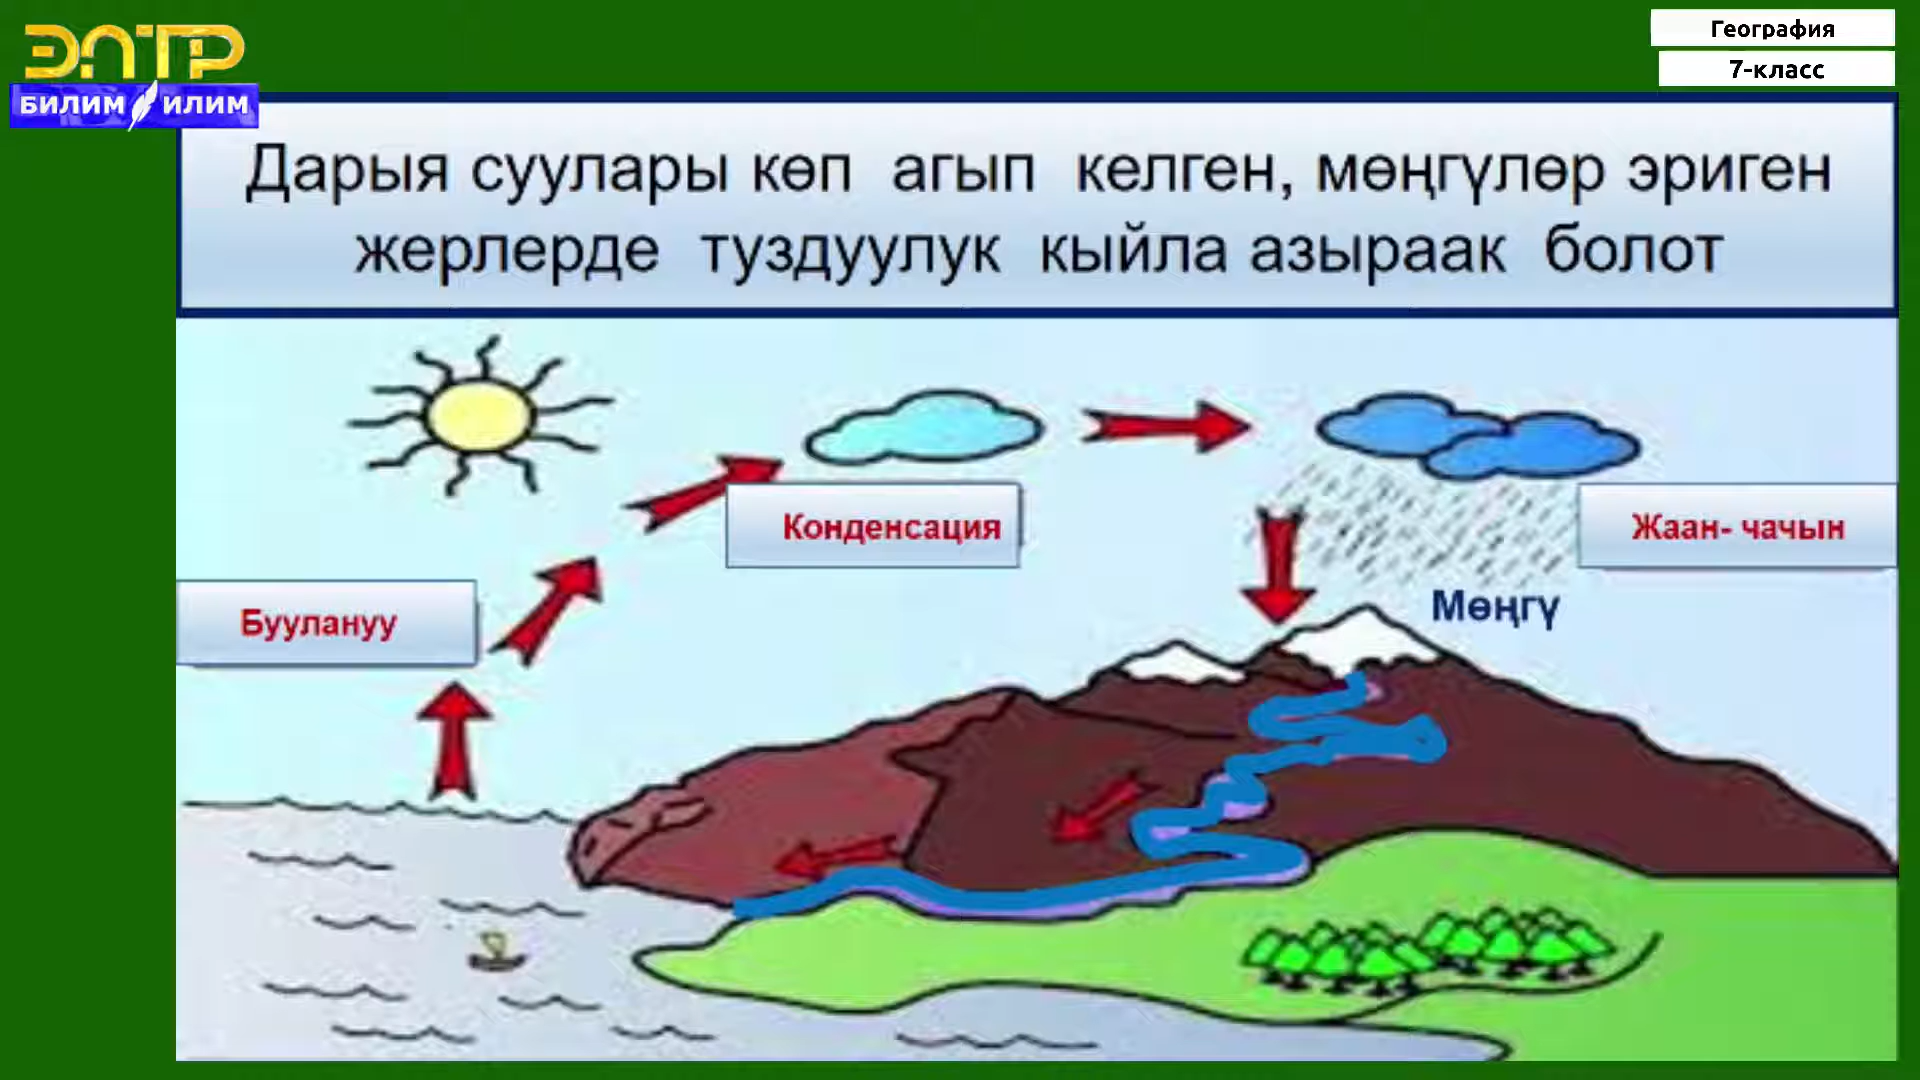 ЭЛТР
БИЛИМ ИЛИМ
География
7-класс
Дарыя суулары көп агып келген, мөңгүлөр эриген
жерлерде туздуулук кыйла азыраак болот
Конденсация
Жаан- чачын
Мөңгү
Буулануу